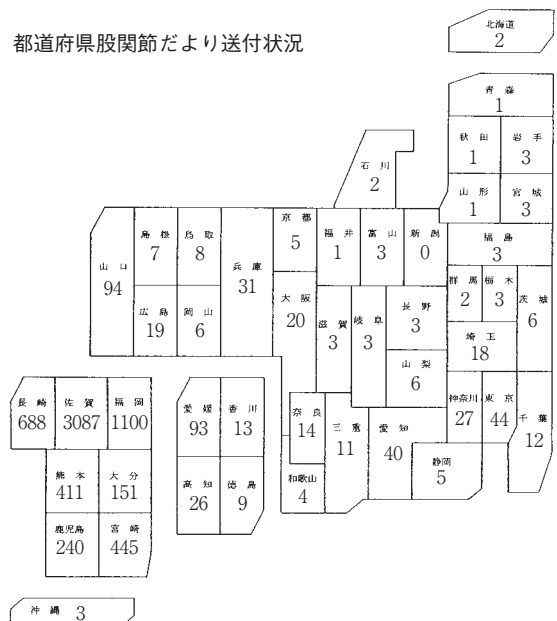 都道府県股関節だより送付状況
北海道
2
青森
1
秋田
1
岩手
3
石川
2
山形
1
宮城
3
山口
94
島根
7
鳥取
8
兵庫
31
京都
5
福井
1
富山
3
新潟
0
福島
3
群馬
2
栃木
3
茨城
6
広島
19
岡山
6
大阪
20
滋賀
3
岐阜
3
長野
3
埼玉
18
山梨
6
長崎
688
佐賀
3087
福岡
1100
愛媛
93
香川
13
奈良
14
三重
11
愛知
40
神奈川
27
東京
44
千葉
12
熊本
411
大分
151
高知
26
徳島
9
和歌山
4
静岡
5
鹿児島
240
宮崎
445
沖縄 3